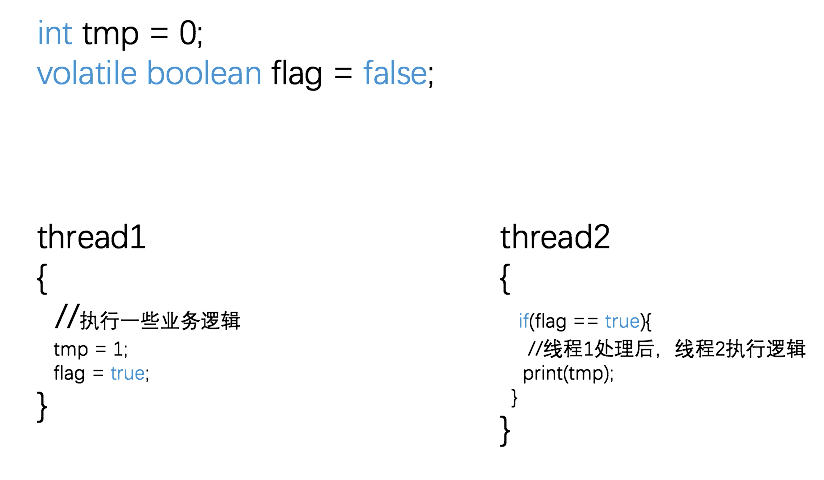 int tmp = 0;
volatile boolean flag = false;
thread1
{
//执行一些业务逻辑
tmp = 1;
flag = true;
}
thread2
{
if(flag == true){
//线程1处理后，线程2执行逻辑
print(tmp);
}
}